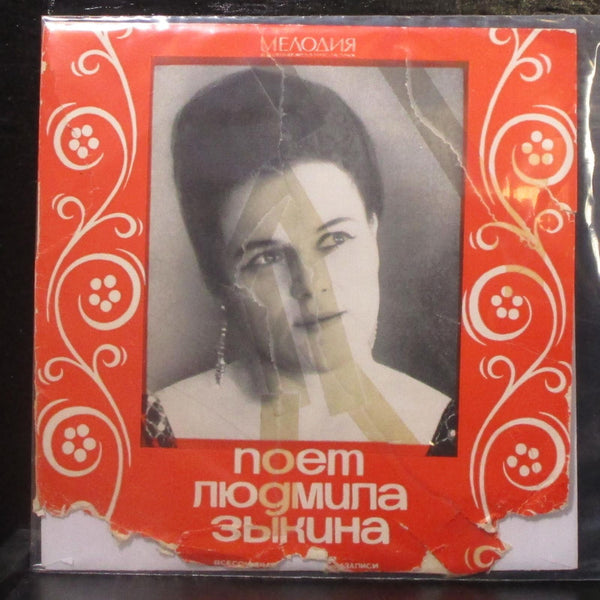 МЕЛОДИЯ
поет
людмила
зыкина